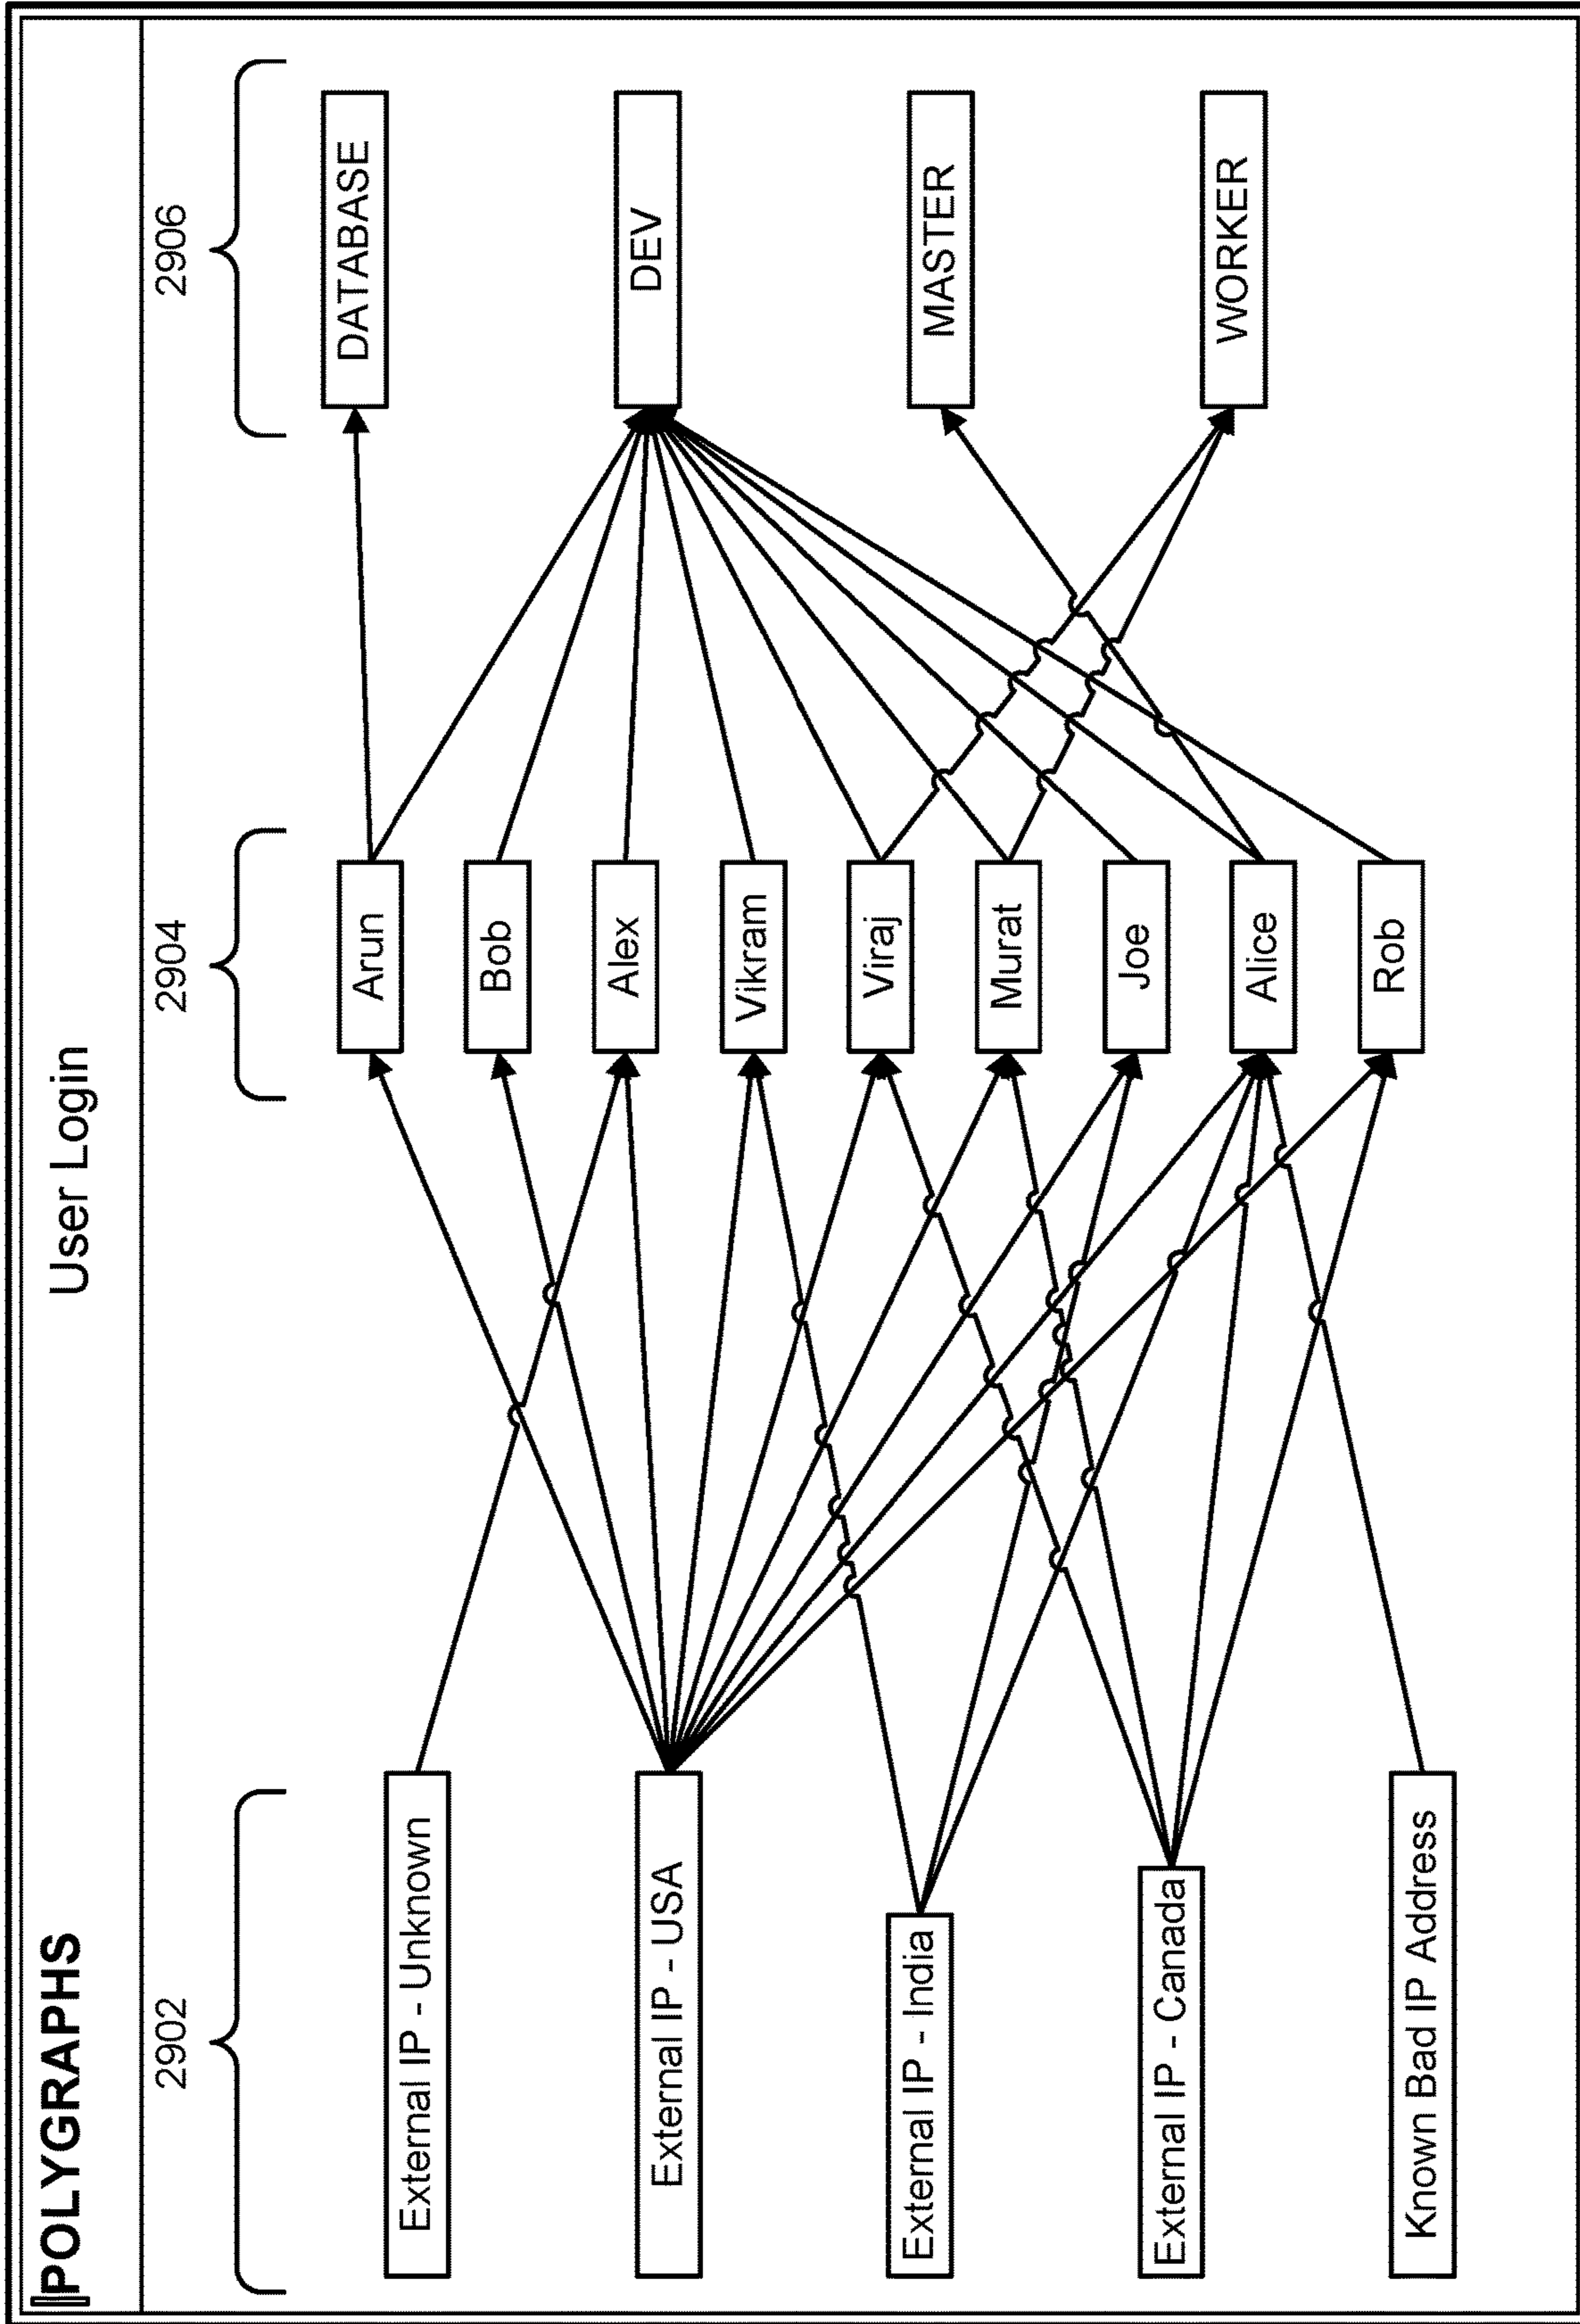 POLYGRAPHS
User Login
2902
2904
2906
External IP - Unknown
External IP - USA
External IP - India
External IP - Canada
Known Bad IP Address
Arun
Bob
Alex
Vikram
Viraj
Murat
Joe
Alice
Rob
DATABASE
DEV
MASTER
WORKER